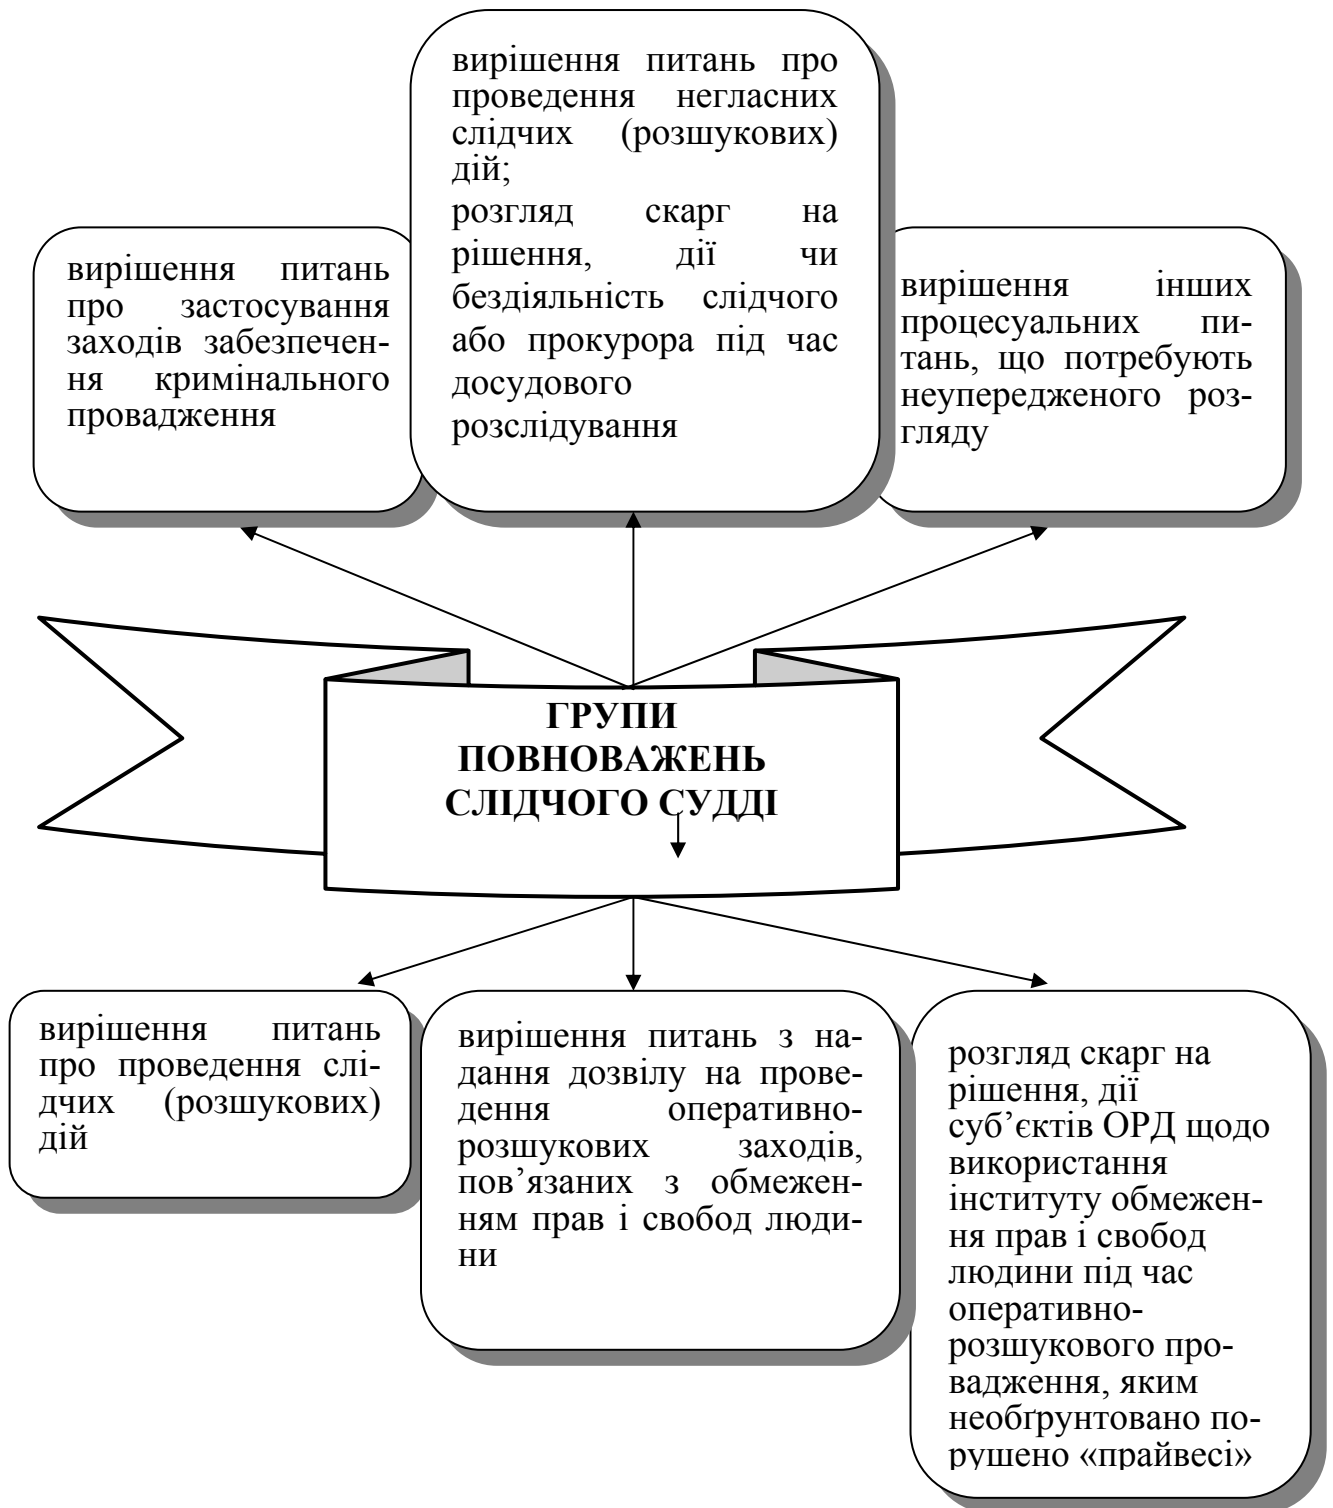 вирішення питань про
проведення негласних
слідчих (розшукових)
дій;
розгляд скарг на
рішення, дії чи
бездіяльність слідчого
або прокурора під час
досудового
розслідування
вирішення питань
про застосування
заходів забезпечен-
ня кримінального
провадження
вирішення інших
процесуальних пи-
тань, що потребують
неупередженого роз-
гляду
ГРУПИ
ПОВНОВАЖЕНЬ
СЛІДЧОГО СУДДІ
вирішення питань
про проведення слі-
дчих (розшукових)
дій
вирішення питань з на-
дання дозвілу на прове-
дення оперативно-
розшукових заходів,
пов’язаних з обмежен-
ням прав і свобод люди-
ни
розгляд скарг на
рішення, дії
суб’єктів ОРД щодо
використання
інституту обмежен-
ня прав і свобод
людини під час
оперативно-
розшукового про-
вадження, яким
необґрунтовано по-
рушено «прайвесі»